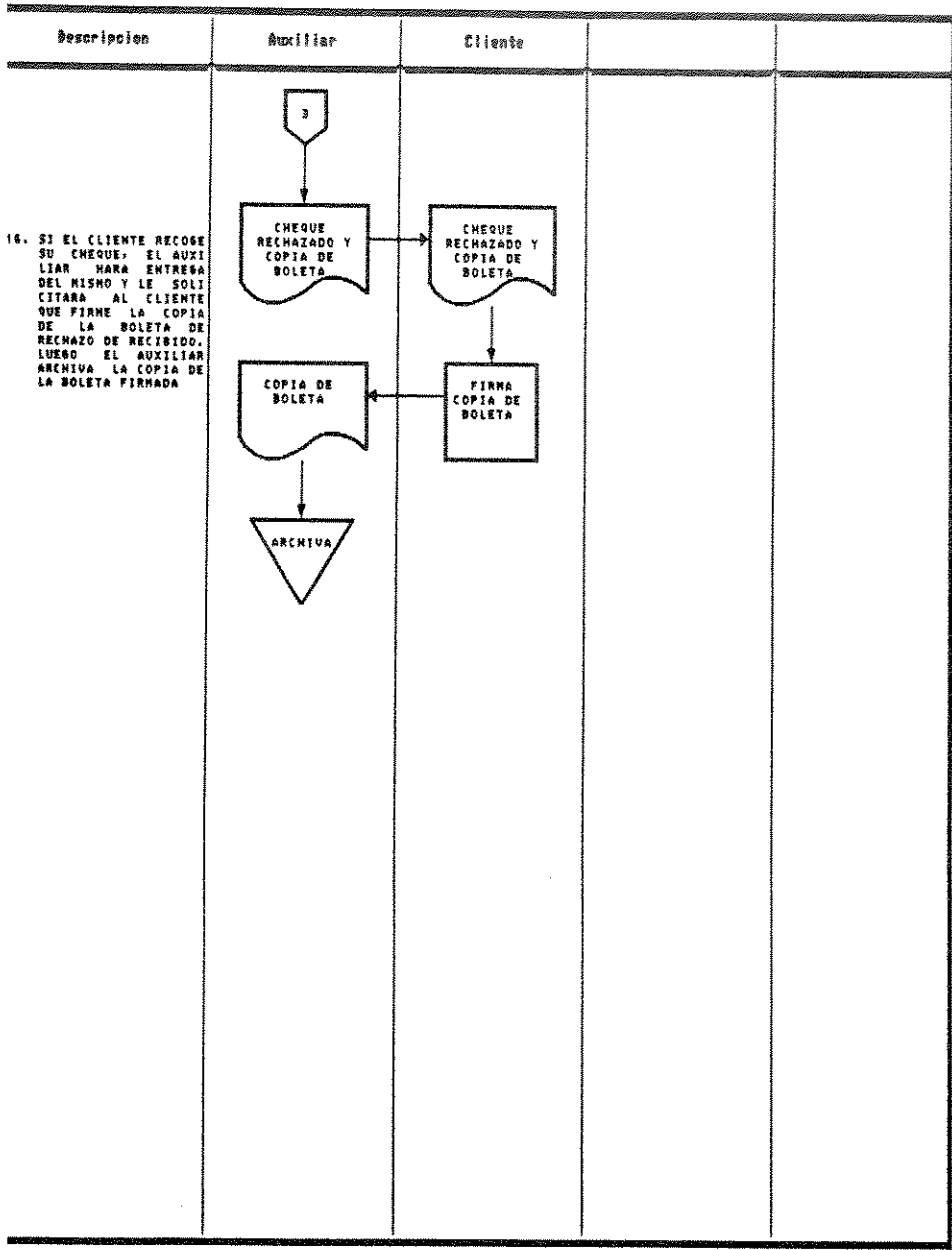 Descripcion
Auxiliar
Cliente
3
16. SI EL CLIENTE RECOGE
SU CHEQUE, EL AUXI
LIAR HARA ENTREGA
DEL MISMO Y LE SOLI
CITARA AL CLIENTE
QUE FIRME LA COPIA
DE LA BOLETA DE
RECHAZO DE RECIBIDO.
LUEGO EL AUXILIAR
ARCHIVA LA COPIA DE
LA BOLETA FIRMADA
CHEQUE
RECHAZADO Y
COPIA DE
BOLETA
CHEQUE
RECHAZADO Y
COPIA DE
BOLETA
COPIA DE
BOLETA
FIRMA
COPIA DE
BOLETA
ARCHIVA